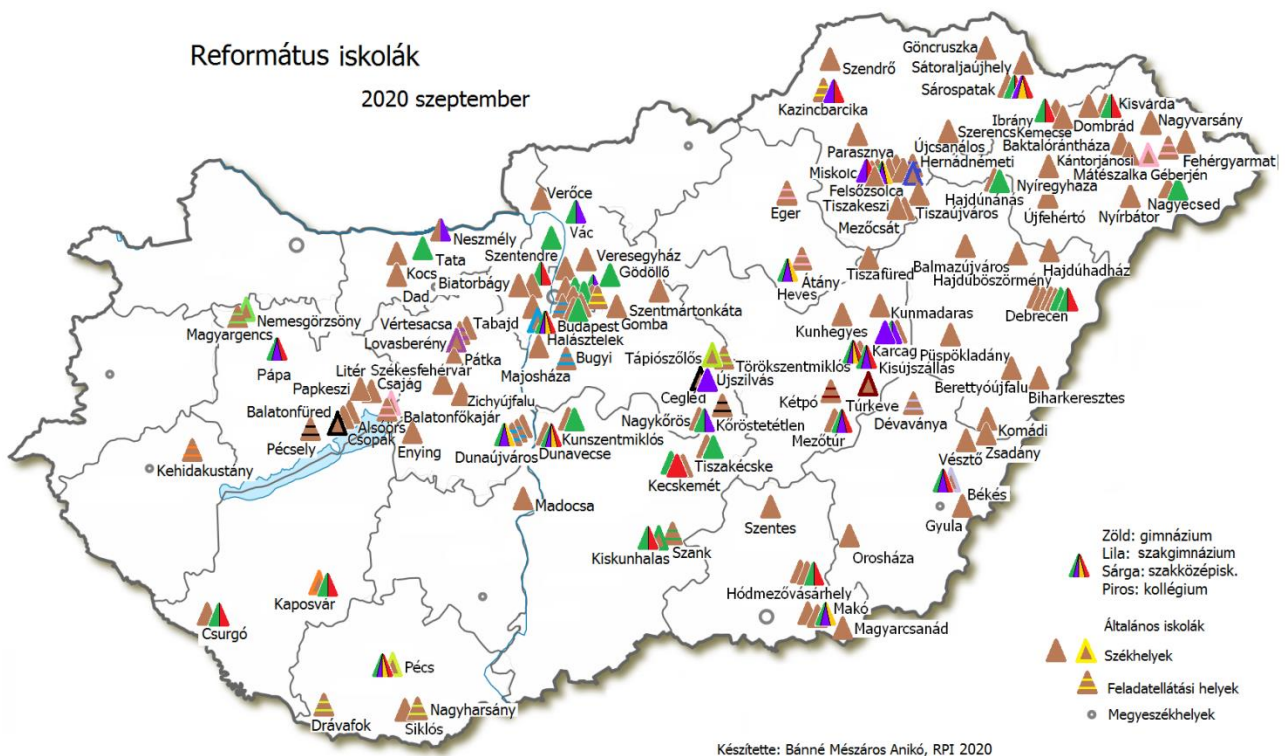 Református iskolák
2020 szeptember
Göncruszka
Szendrő
Sátoraljaújhely
Sárospatak
Kazincbarcika
Kisvárda
Ibrány
Dombrád
Nagyvarsány
Szerencs
Kemecse
Parasznya
Újcsanálos
Baktalórántháza
Hernádnémeti
Kántorjánosi
Fehérgyarmat
Miskolc
Mátészalka
Géberjén
Felsőzsolca
Hajdúnánás
Nyíregyháza
Tiszakeszi
Eger
Tiszaújváros
Nagyecsed
Mezőcsát
Újfehértó
Nyírbátor
Verőce
Vác
Neszmély
Tata
Szentendre
Veresegyház
Gödöllő
Kocs
Biatorbágy
Dad
Átány
Heves
Tiszafüred
Balmazújváros
Hajdúhadház
Hajdúböszörmény
Debrecen
Szentmártonkáta
Gomba
Budapest
Halásztelek
Kunmadaras
Kunhegyes
Nemesgörzsöny
Magyargencs
Vértesacsa
Tabajd
Lovasberény
Pátka
Bugyi
Majosháza
Tápiószőlős
Törökszentmiklós
Karcag
Püspökladány
Kisújszállás
Újszilvás
Cegléd
Pápa
Litér
Székesfehérvár
Papkeszi
Csajág
Zichyújfalu
Balatonfüred
Balatonfőkajár
Alsóörs
Csopak
Pécsely
Enying
Kehidakustány
Dunaújváros
Dunavecse
Kunszentmiklós
Nagykőrös
Kőröstetétlen
Kétpó
Túrkeve
Mezőtúr
Dévaványa
Berettyóújfalu
Biharkeresztes
Komádi
Zsadány
Vésztő
Békés
Gyula
Tiszakécske
Kecskemét
Madocsa
Szentes
Orosháza
Szank
Kiskunhalas
Hódmezővásárhely
Makó
Magyarcsanád
Kaposvár
Csurgó
Pécs
Drávafok
Nagyharsány
Siklós
Zöld: gimnázium
Lila: szakgimnázium
Sárga: szakközépisk.
Piros: kollégium
Általános iskolák
Székhelyek
Feladatellátási helyek
Megyeszékhelyek
Készítette: Bánné Mészáros Anikó, RPI 2020